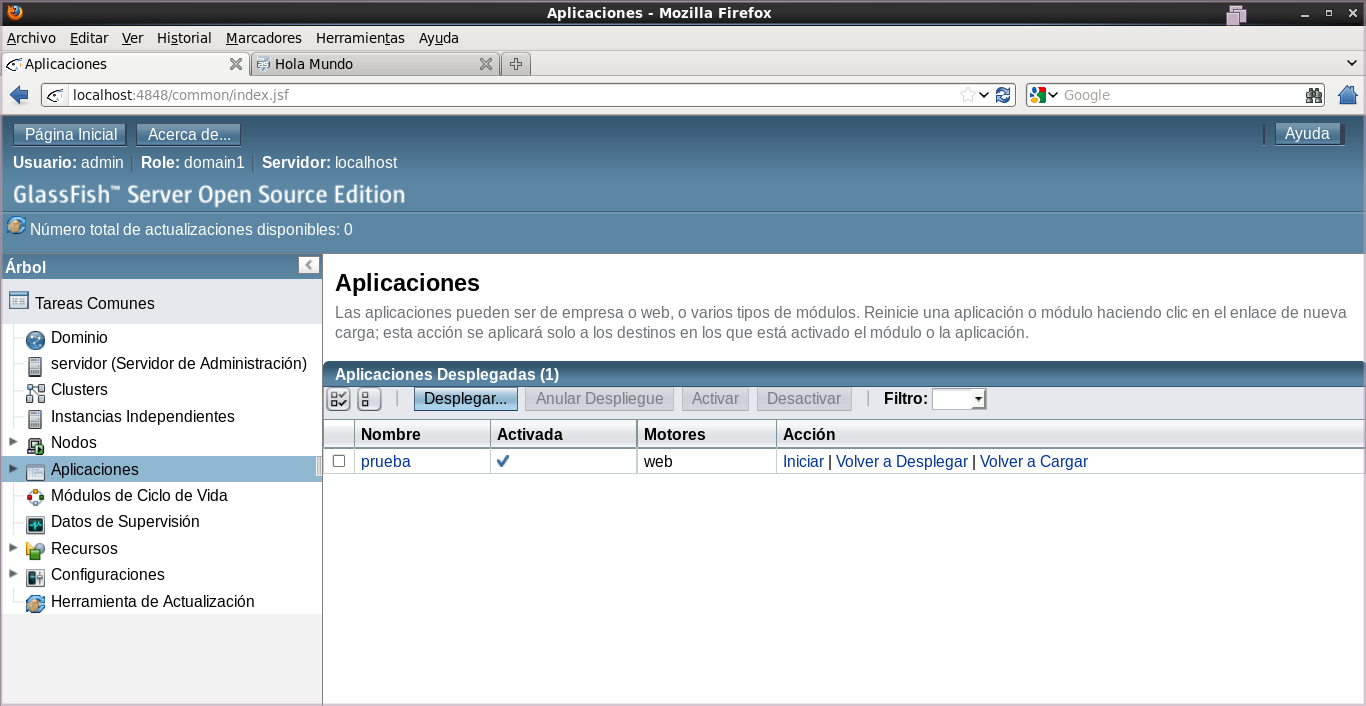 Aplicaciones - Mozilla Firefox
Archivo Editar Ver Historial Marcadores Herramientas Ayuda
Aplicaciones Hola Mundo
localhost:4848/common/index.jsf Google
Página Inicial Acerca de... Ayuda
Usuario: admin Role: domain1 Servidor: localhost
GlassFish™ Server Open Source Edition
Número total de actualizaciones disponibles: 0
Árbol
Tareas Comunes
Dominio
servidor (Servidor de Administración)
Clusters
Instancias Independientes
Nodos
Aplicaciones
Módulos de Ciclo de Vida
Datos de Supervisión
Recursos
Configuraciones
Herramienta de Actualización
Aplicaciones
Las aplicaciones pueden ser de empresa o web, o varios tipos de módulos. Reinicie una aplicación o módulo haciendo clic en el enlace de nueva
carga; esta acción se aplicará solo a los destinos en los que está activado el módulo o la aplicación.
Aplicaciones Desplegadas (1)
Desplegar... Anular Despliegue Activar Desactivar Filtro:
Nombre Activada Motores Acción
prueba web Iniciar | Volver a Desplegar | Volver a Cargar